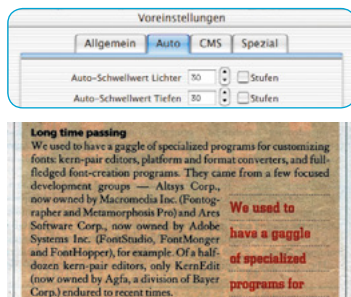 Voreinstellungen
Allgemein Auto CMS Spezial
Auto-Schwellwert Lichter 30 Stufen
Auto-Schwellwert Tiefen 30 Stufen
Long time passing
We used to have a gaggle of specialized programs for customizing
fonts: kern-pair editors, platform and format converters, and full-
fledged font-creation programs. They came from a few focused
development groups — Altsys Corp.,
now owned by Macromedia Inc. (Fontog-
rapher and Metamorphosis Pro) and Ares
Software Corp., now owned by Adobe
Systems Inc. (FontStudio, FontMonger
and FontHopper), for example. Of a half-
dozen kern-pair editors, only KernEdit
(now owned by Agfa, a division of Bayer
Corp.) endured to recent times.
We used to
have a gaggle
of specialized
programs for